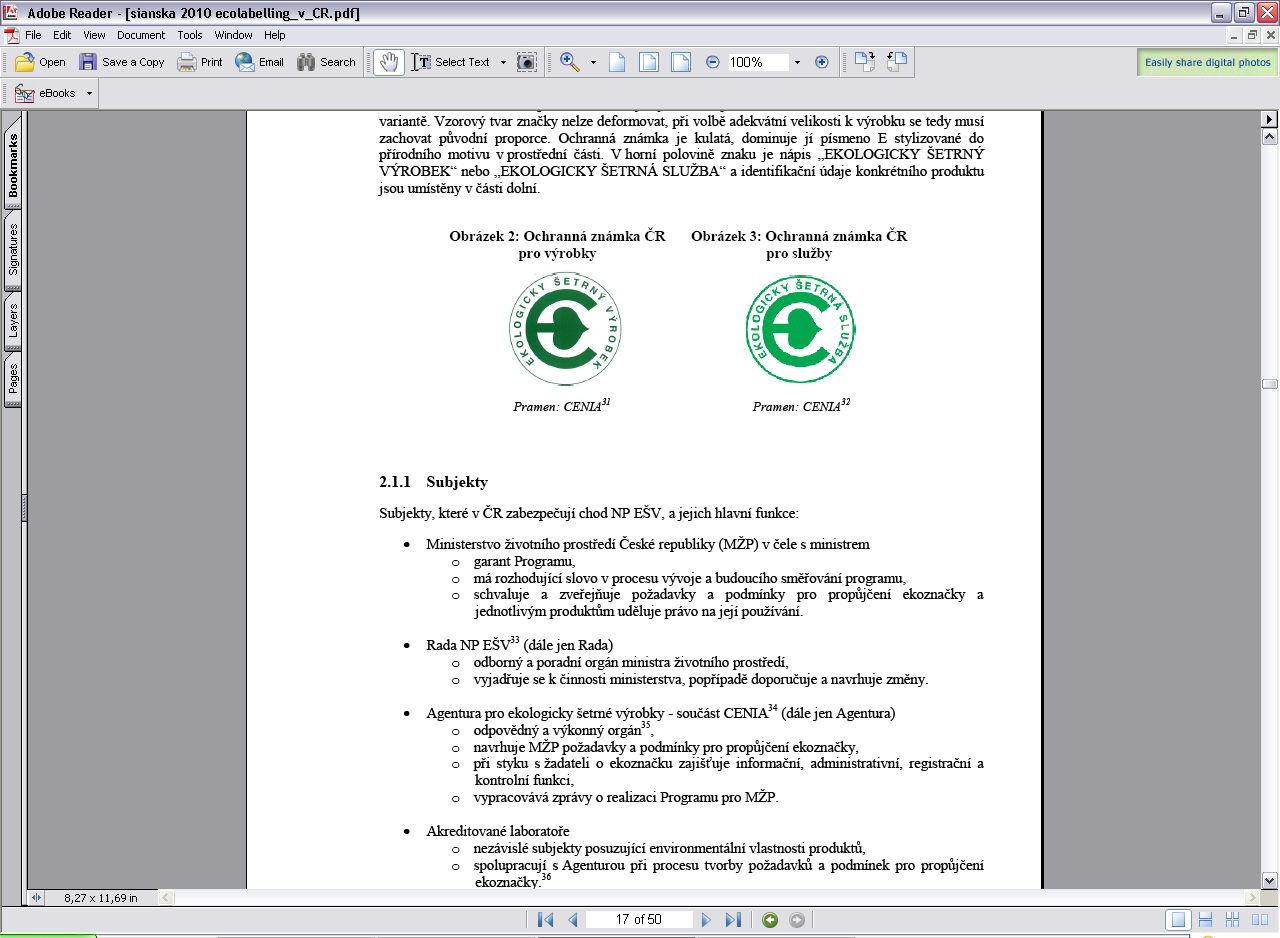 Adobe Reader - [sianska 2010 ecolabelling_v_CR.pdf]
File Edit View Document Tools Window Help
Open Save a Copy Print Email Search Select Text 100% Easily share digital photos
eBooks
Bookmarks
Signatures
Layers
Pages
variantě. Vzorový tvar značky nelze deformovat, při volbě adekvátní velikosti k výrobku se tedy musí
zachovat původní proporce. Ochranná známka je kulatá, dominuje jí písmeno E stylizované do
přírodního motivu v prostřední části. V horní polovině znaku je nápis „EKOLOGICKY ŠETRNÝ
VÝROBEK“ nebo „EKOLOGICKY ŠETRNÁ SLUŽBA“ a identifikační údaje konkrétního produktu
jsou umístěny v části dolní.
Obrázek 2: Ochranná známka ČR
pro výrobky
Obrázek 3: Ochranná známka ČR
pro služby
EKOLOGICKY ŠETRNÝ VÝROBEK
EKOLOGICKY ŠETRNÁ SLUŽBA
Pramen: CENIA31
Pramen: CENIA32
2.1.1 Subjekty
Subjekty, které v ČR zabezpečují chod NP EŠV, a jejich hlavní funkce:
• Ministerstvo životního prostředí České republiky (MŽP) v čele s ministrem
o garant Programu,
o má rozhodující slovo v procesu vývoje a budoucího směřování programu,
o schvaluje a zveřejňuje požadavky a podmínky pro propůjčení ekoznačky a
jednotlivým produktům uděluje právo na její používání.
• Rada NP EŠV33 (dále jen Rada)
o odborný a poradní orgán ministra životního prostředí,
o vyjadřuje se k činnosti ministerstva, popřípadě doporučuje a navrhuje změny.
• Agentura pro ekologicky šetrné výrobky - součást CENIA34 (dále jen Agentura)
o odpovědný a výkonný orgán35,
o navrhuje MŽP požadavky a podmínky pro propůjčení ekoznačky,
o při styku s žadateli o ekoznačku zajišťuje informační, administrativní, registrační a
kontrolní funkci,
o vypracovává zprávy o realizaci Programu pro MŽP.
• Akreditované laboratoře
o nezávislé subjekty posuzující environmentální vlastnosti produktů,
o spolupracují s Agenturou při procesu tvorby požadavků a podmínek pro propůjčení
ekoznačky.36
8,27 x 11,69 in
17 of 50